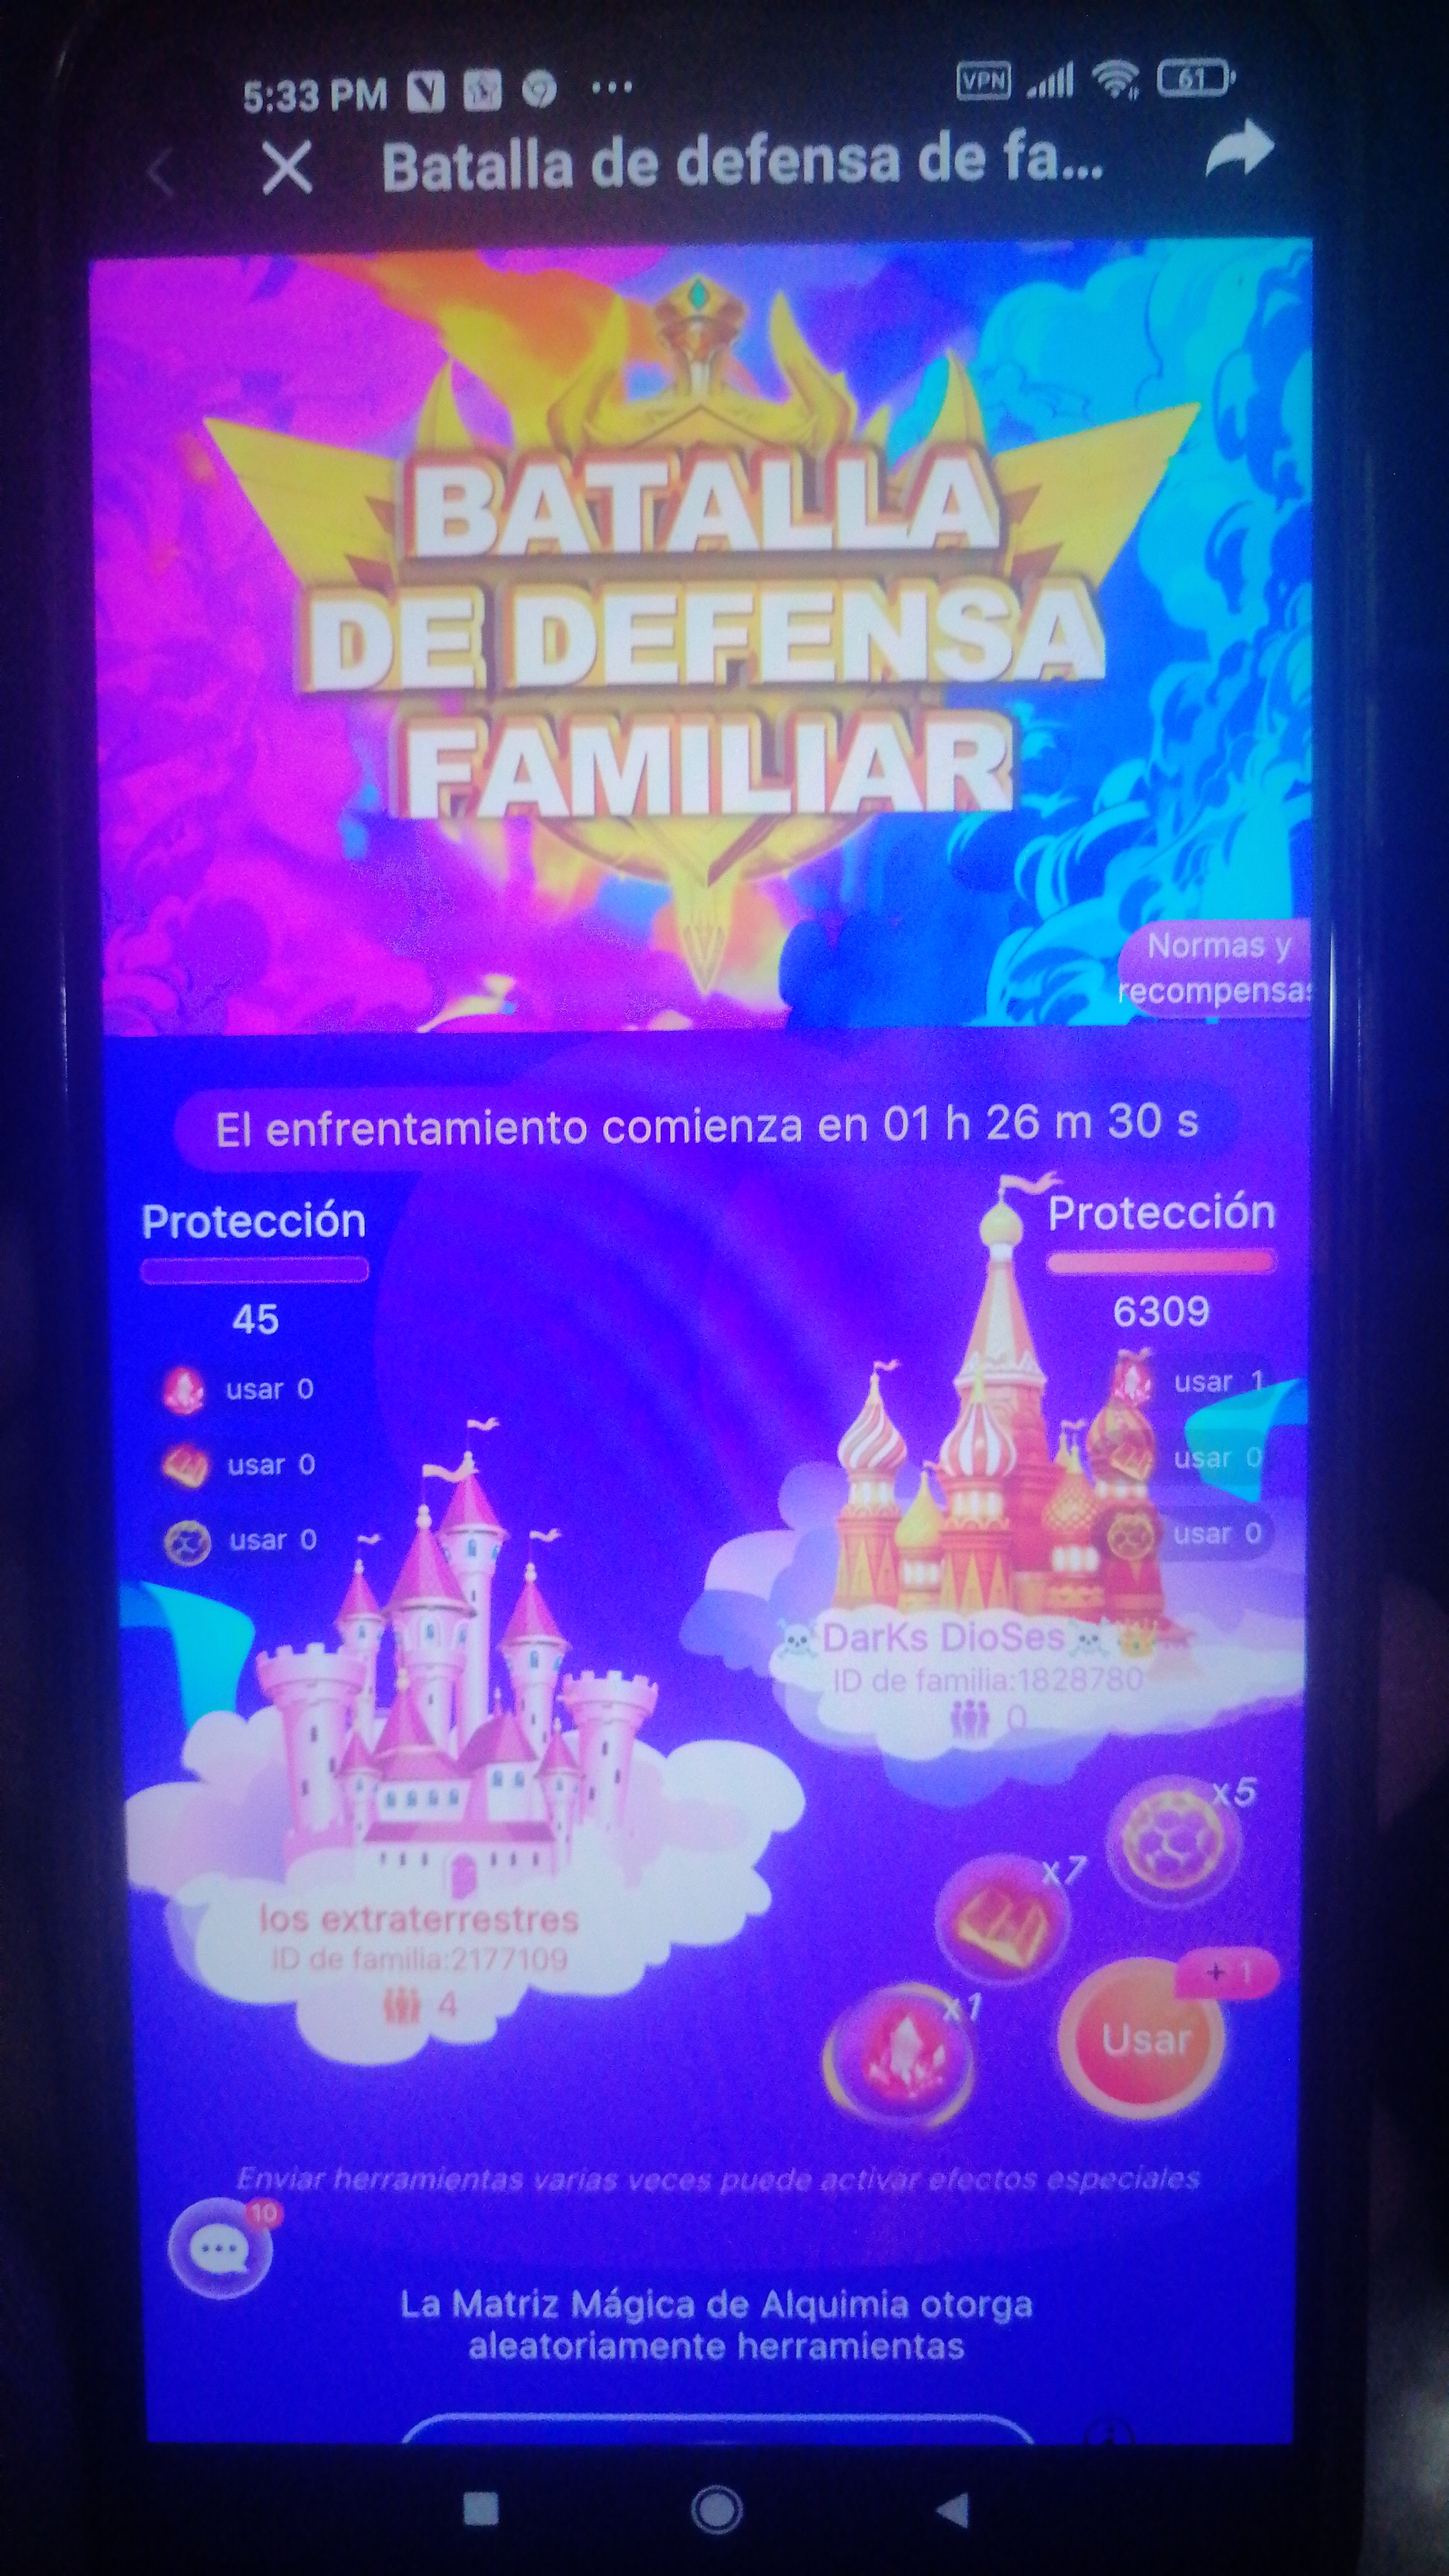 5:33 PM
VPN
61
Batalla de defensa de fa...
BATALLA
DE DEFENSA
FAMILIAR
Normas y
recompensas
El enfrentamiento comienza en 01 h 26 m 30 s
Protección
45
usar 0
usar 0
usar 0
Protección
6309
usar 1
usar 0
usar 0
☠DarKs DioSes☠👑
ID de familia:1828780
0
los extraterrestres
ID de familia:2177109
4
x5
x7
x1
+ 1
Usar
Enviar herramientas varias veces puede activar efectos especiales
10
La Matriz Mágica de Alquimia otorga
aleatoriamente herramientas